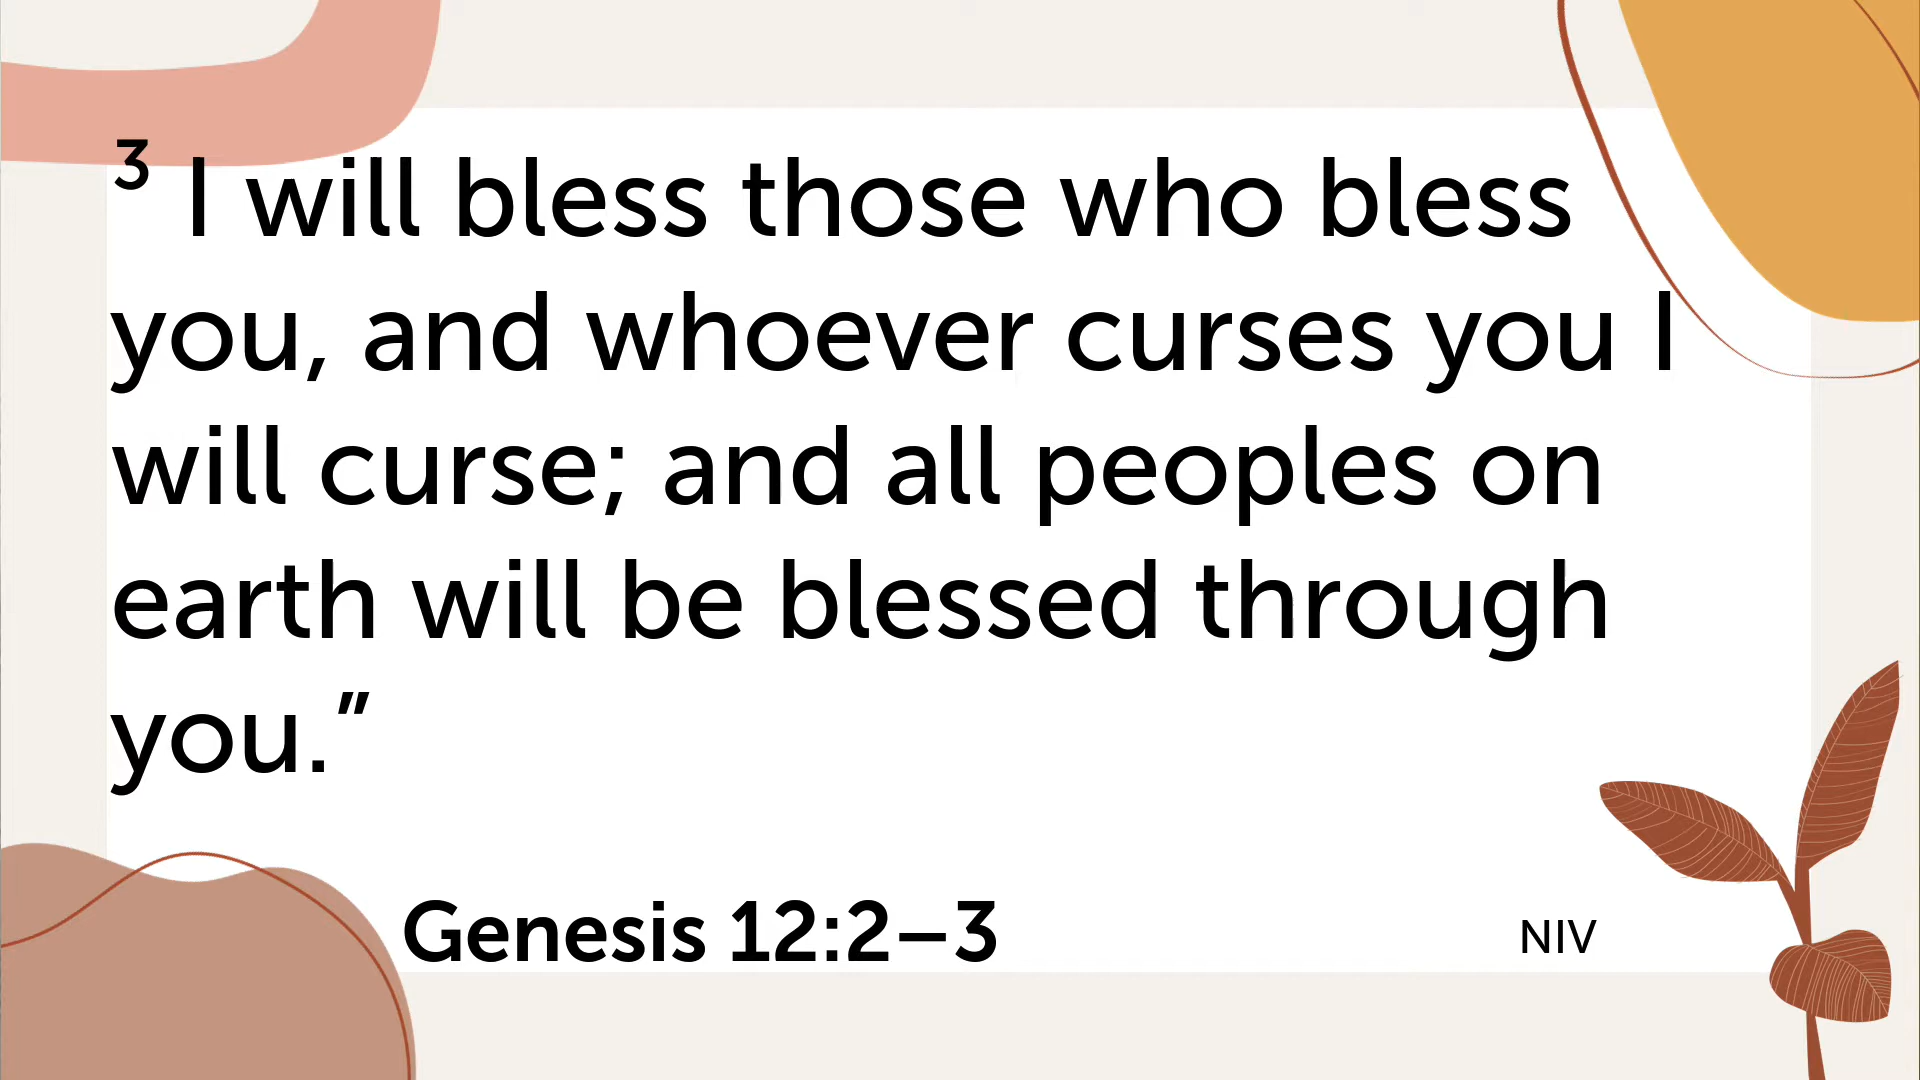 3 I will bless those who bless
you, and whoever curses you I
will curse; and all peoples on
earth will be blessed through
you.”
Genesis 12:2–3
NIV